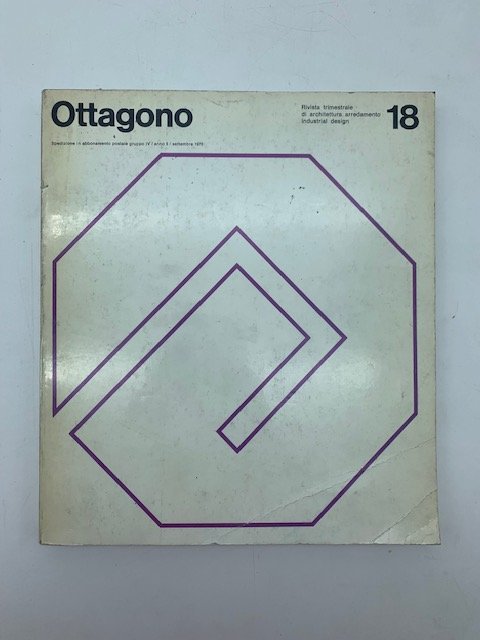 Ottagono
Rivista trimestrale
di architettura arredamento
industrial design
18
Spedizione in abbonamento postale gruppo IV / anno 5 / settembre 1970